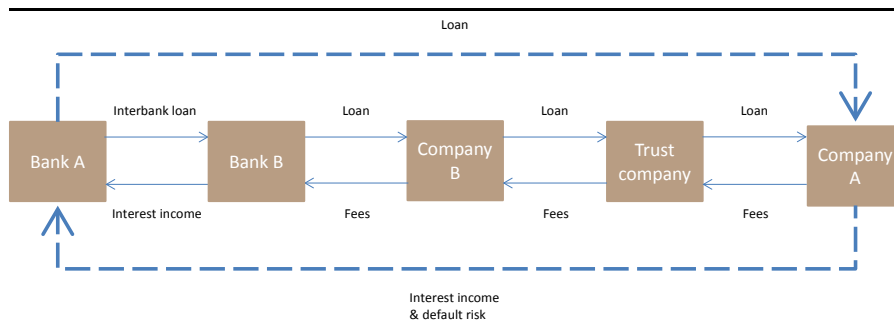 Loan
Interbank loan
Loan
Loan
Loan
Bank A
Bank B
Company
B
Trust
company
Company
A
Interest income
Fees
Fees
Fees
Interest income
& default risk